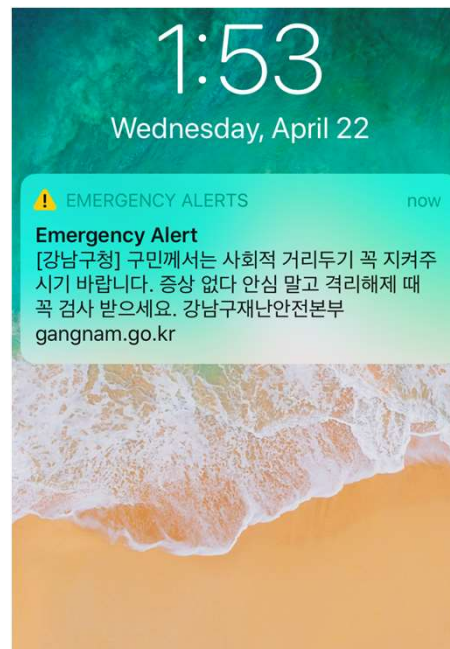 1:53
Wednesday, April 22
EMERGENCY ALERTS now
Emergency Alert
[강남구청] 구민께서는 사회적 거리두기 꼭 지켜주
시기 바랍니다. 증상 없다 안심 말고 격리해제 때
꼭 검사 받으세요. 강남구재난안전본부
gangnam.go.kr